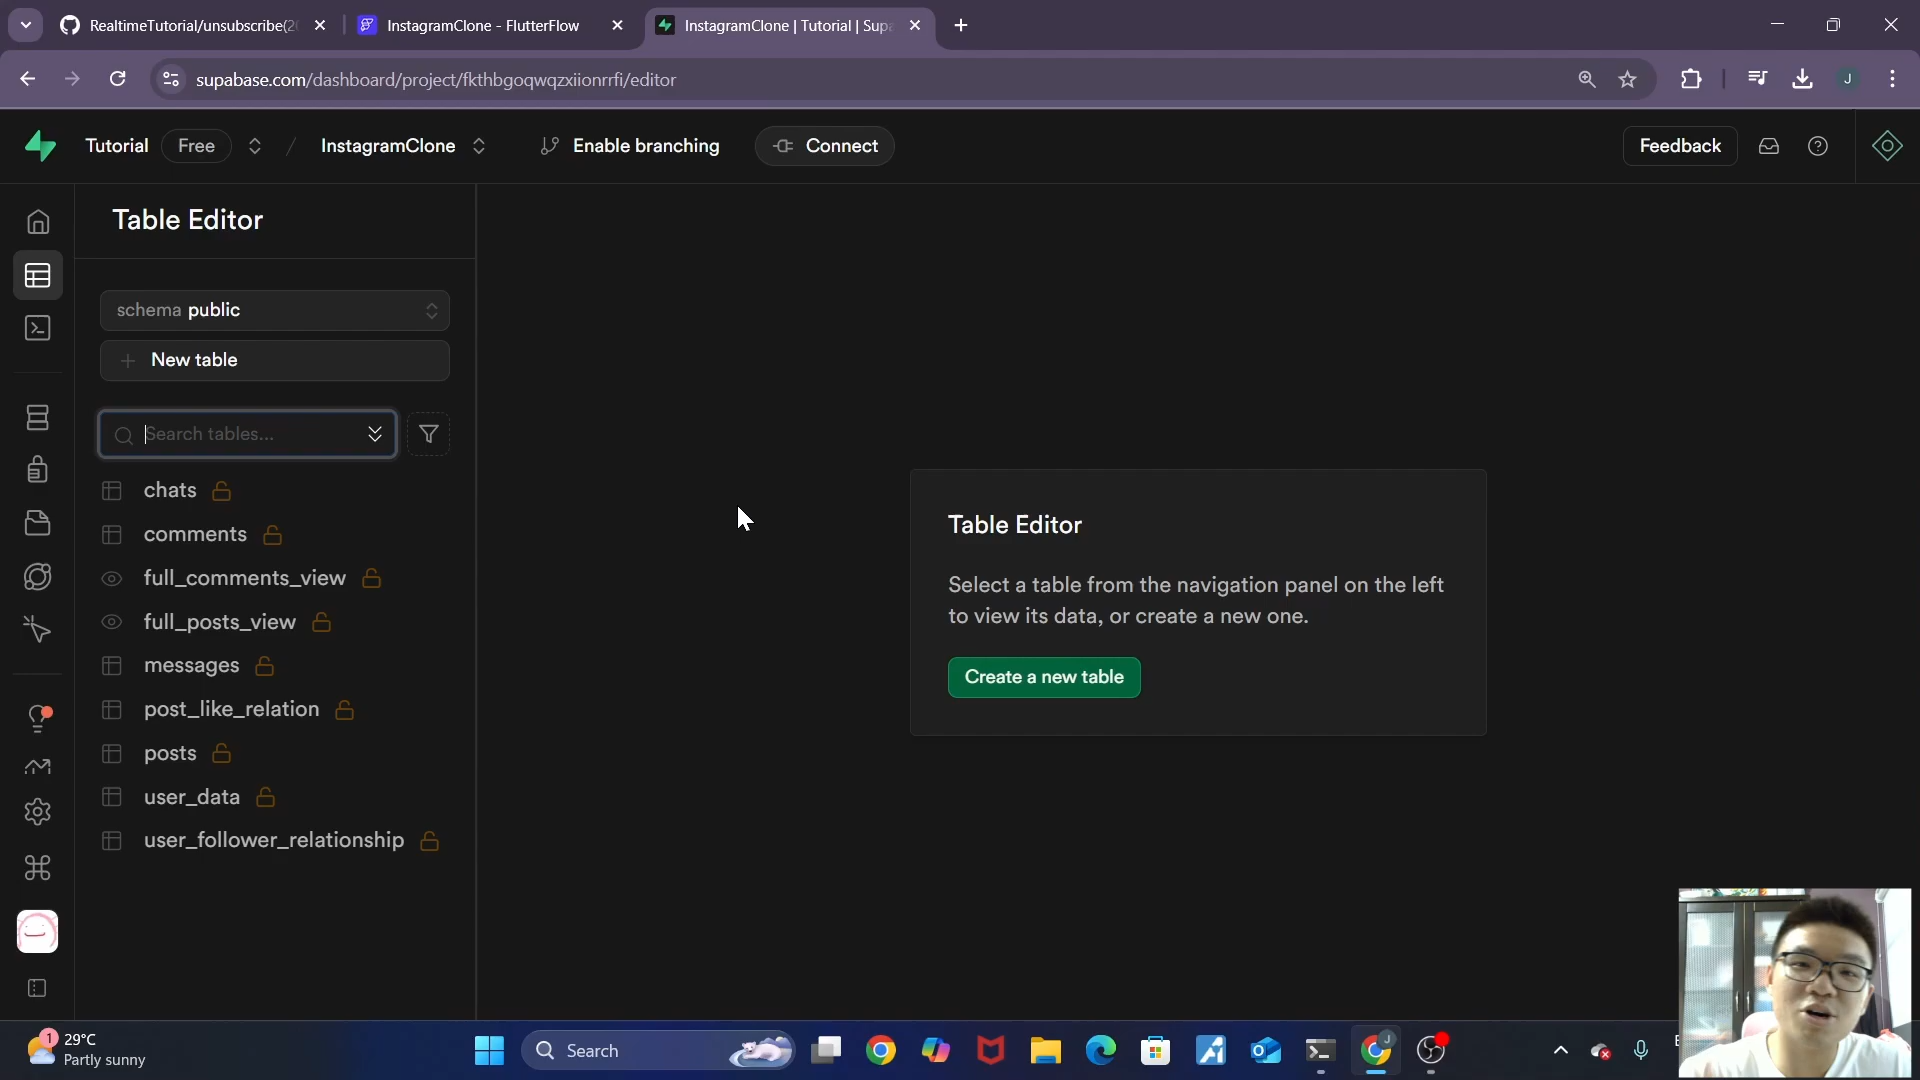 RealtimeTutorial/unsubscribe(2
InstagramClone - FlutterFlow
InstagramClone | Tutorial | Supa
supabase.com/dashboard/project/fkthbgoqwqzxiionrrfi/editor
J
Tutorial
Free
/
InstagramClone
Enable branching
Connect
Feedback
Table Editor
schema public
New table
Search tables...
chats
comments
full_comments_view
full_posts_view
messages
post_like_relation
posts
user_data
user_follower_relationship
Table Editor
Select a table from the navigation panel on the left
to view its data, or create a new one.
Create a new table
1
29°C
Partly sunny
Search
J